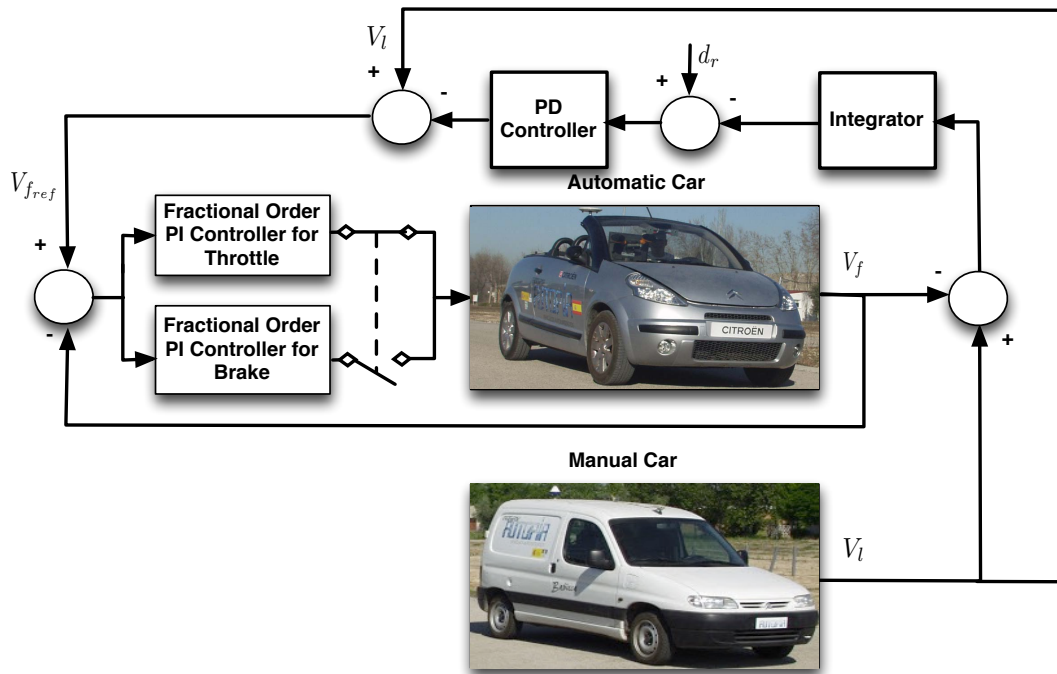 V_l
+
-
d_r
+
-
PD
Controller
Integrator
V_{f_{ref}}
+
-
Fractional Order
PI Controller for
Throttle
Fractional Order
PI Controller for
Brake
Automatic Car
CITROEN
V_f
-
+
Manual Car
AUTOPIA
V_l